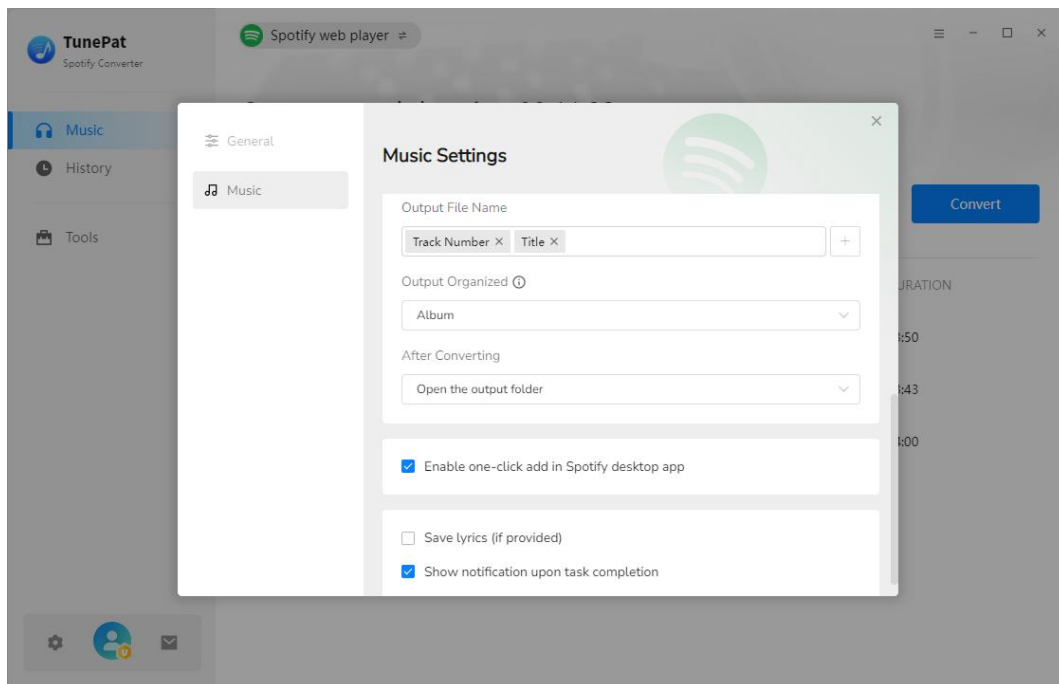 TunePat
Spotify Converter
Spotify web player
Music
History
Tools
General
Music
Music Settings
Output File Name
Track Number × Title ×
Output Organized
Album
After Converting
Open the output folder
Enable one-click add in Spotify desktop app
Save lyrics (if provided)
Show notification upon task completion
Convert
:50
:43
:00